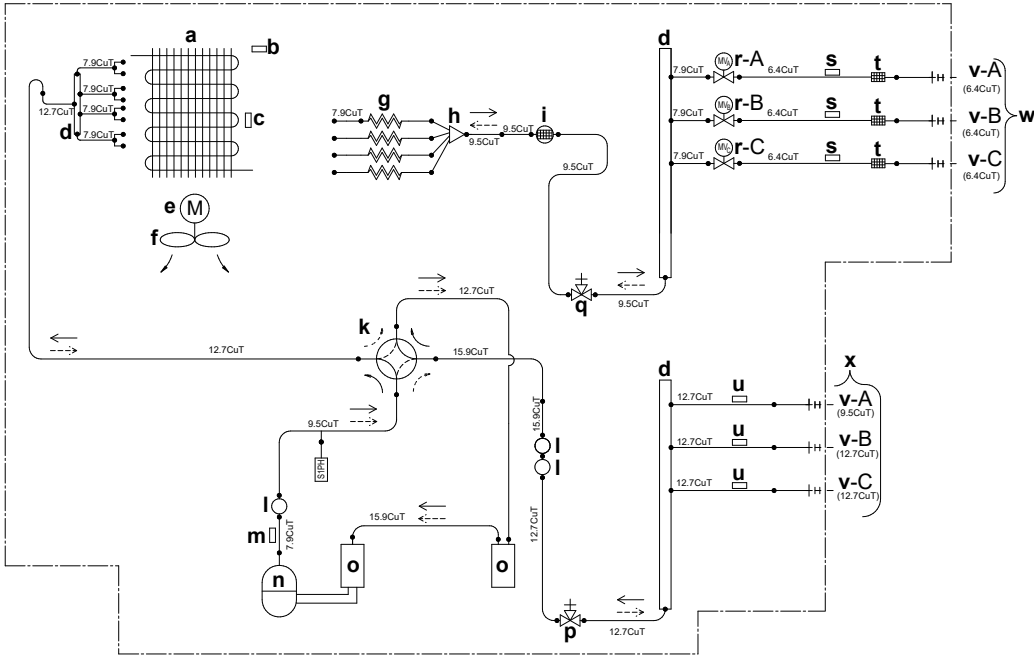 a
b
7.9CuT
7.9CuT
7.9CuT
7.9CuT
12.7CuT
d
c
e M
f
7.9CuT
g
h
i
9.5CuT
9.5CuT
9.5CuT
d
7.9CuT
MVA
r-A
6.4CuT
s
t
v-A
(6.4CuT)
7.9CuT
MVB
r-B
6.4CuT
s
t
v-B
(6.4CuT)
7.9CuT
MVC
r-C
6.4CuT
s
t
v-C
(6.4CuT)
w
q
9.5CuT
12.7CuT
k
12.7CuT
15.9CuT
15.9CuT
l
l
12.7CuT
9.5CuT
S1PH
l
m
7.9CuT
n
15.9CuT
o
o
p
12.7CuT
d
12.7CuT
u
x
v-A
(9.5CuT)
12.7CuT
u
v-B
(12.7CuT)
12.7CuT
u
v-C
(12.7CuT)